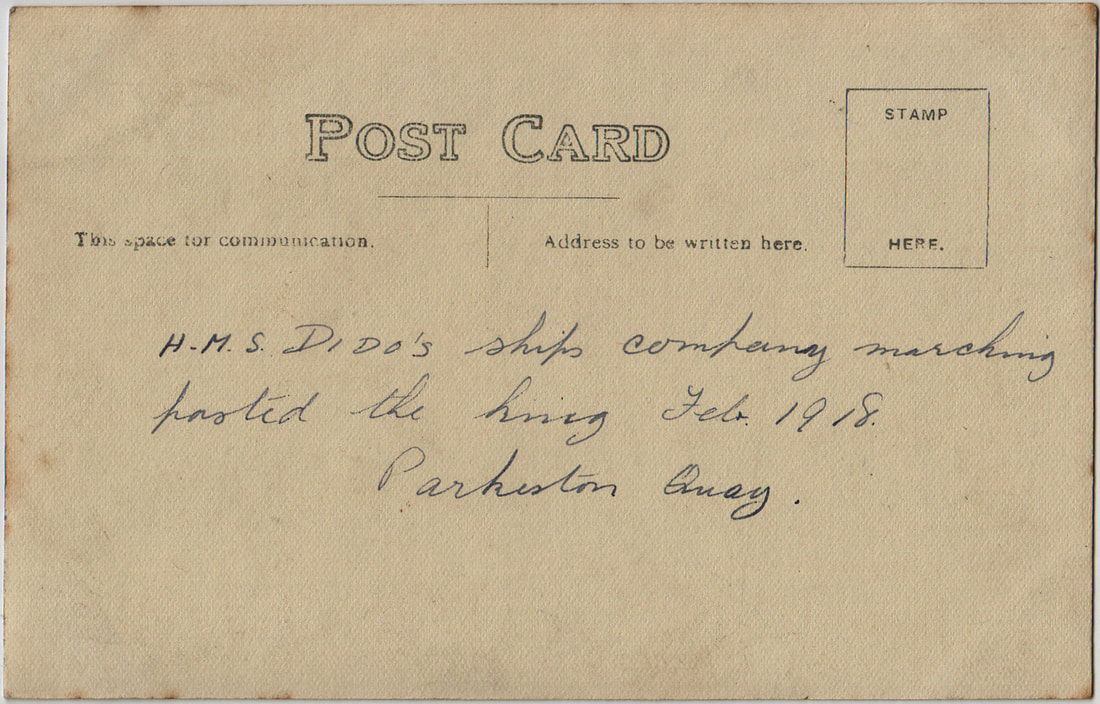 POST CARD
STAMP
HERE.
This space for communication.
Address to be written here.
H.M.S. DIDO's ships company marching
pasted the king Feb. 1918.
Parkeston Quay.